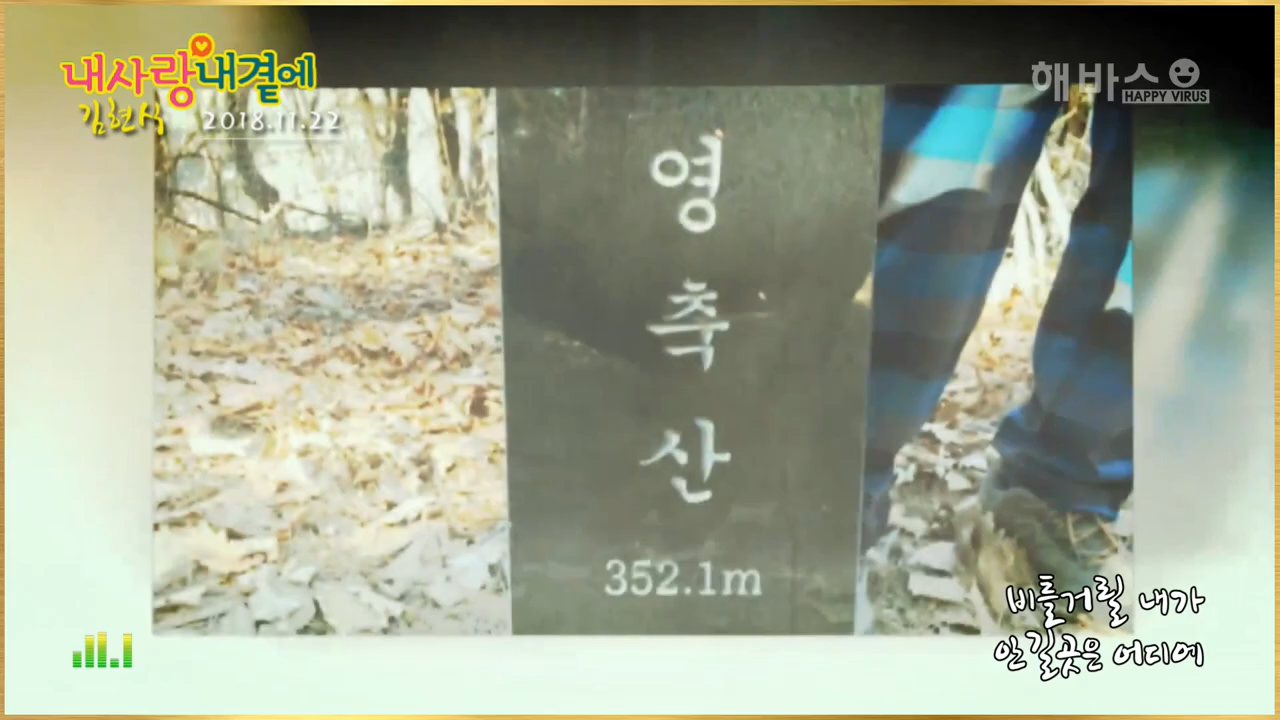 내사랑내곁에
김현식 2018.11.22
해바스
HAPPY VIRUS
영
축
산
352.1m
비틀거릴 내가
안길곳은 어디에